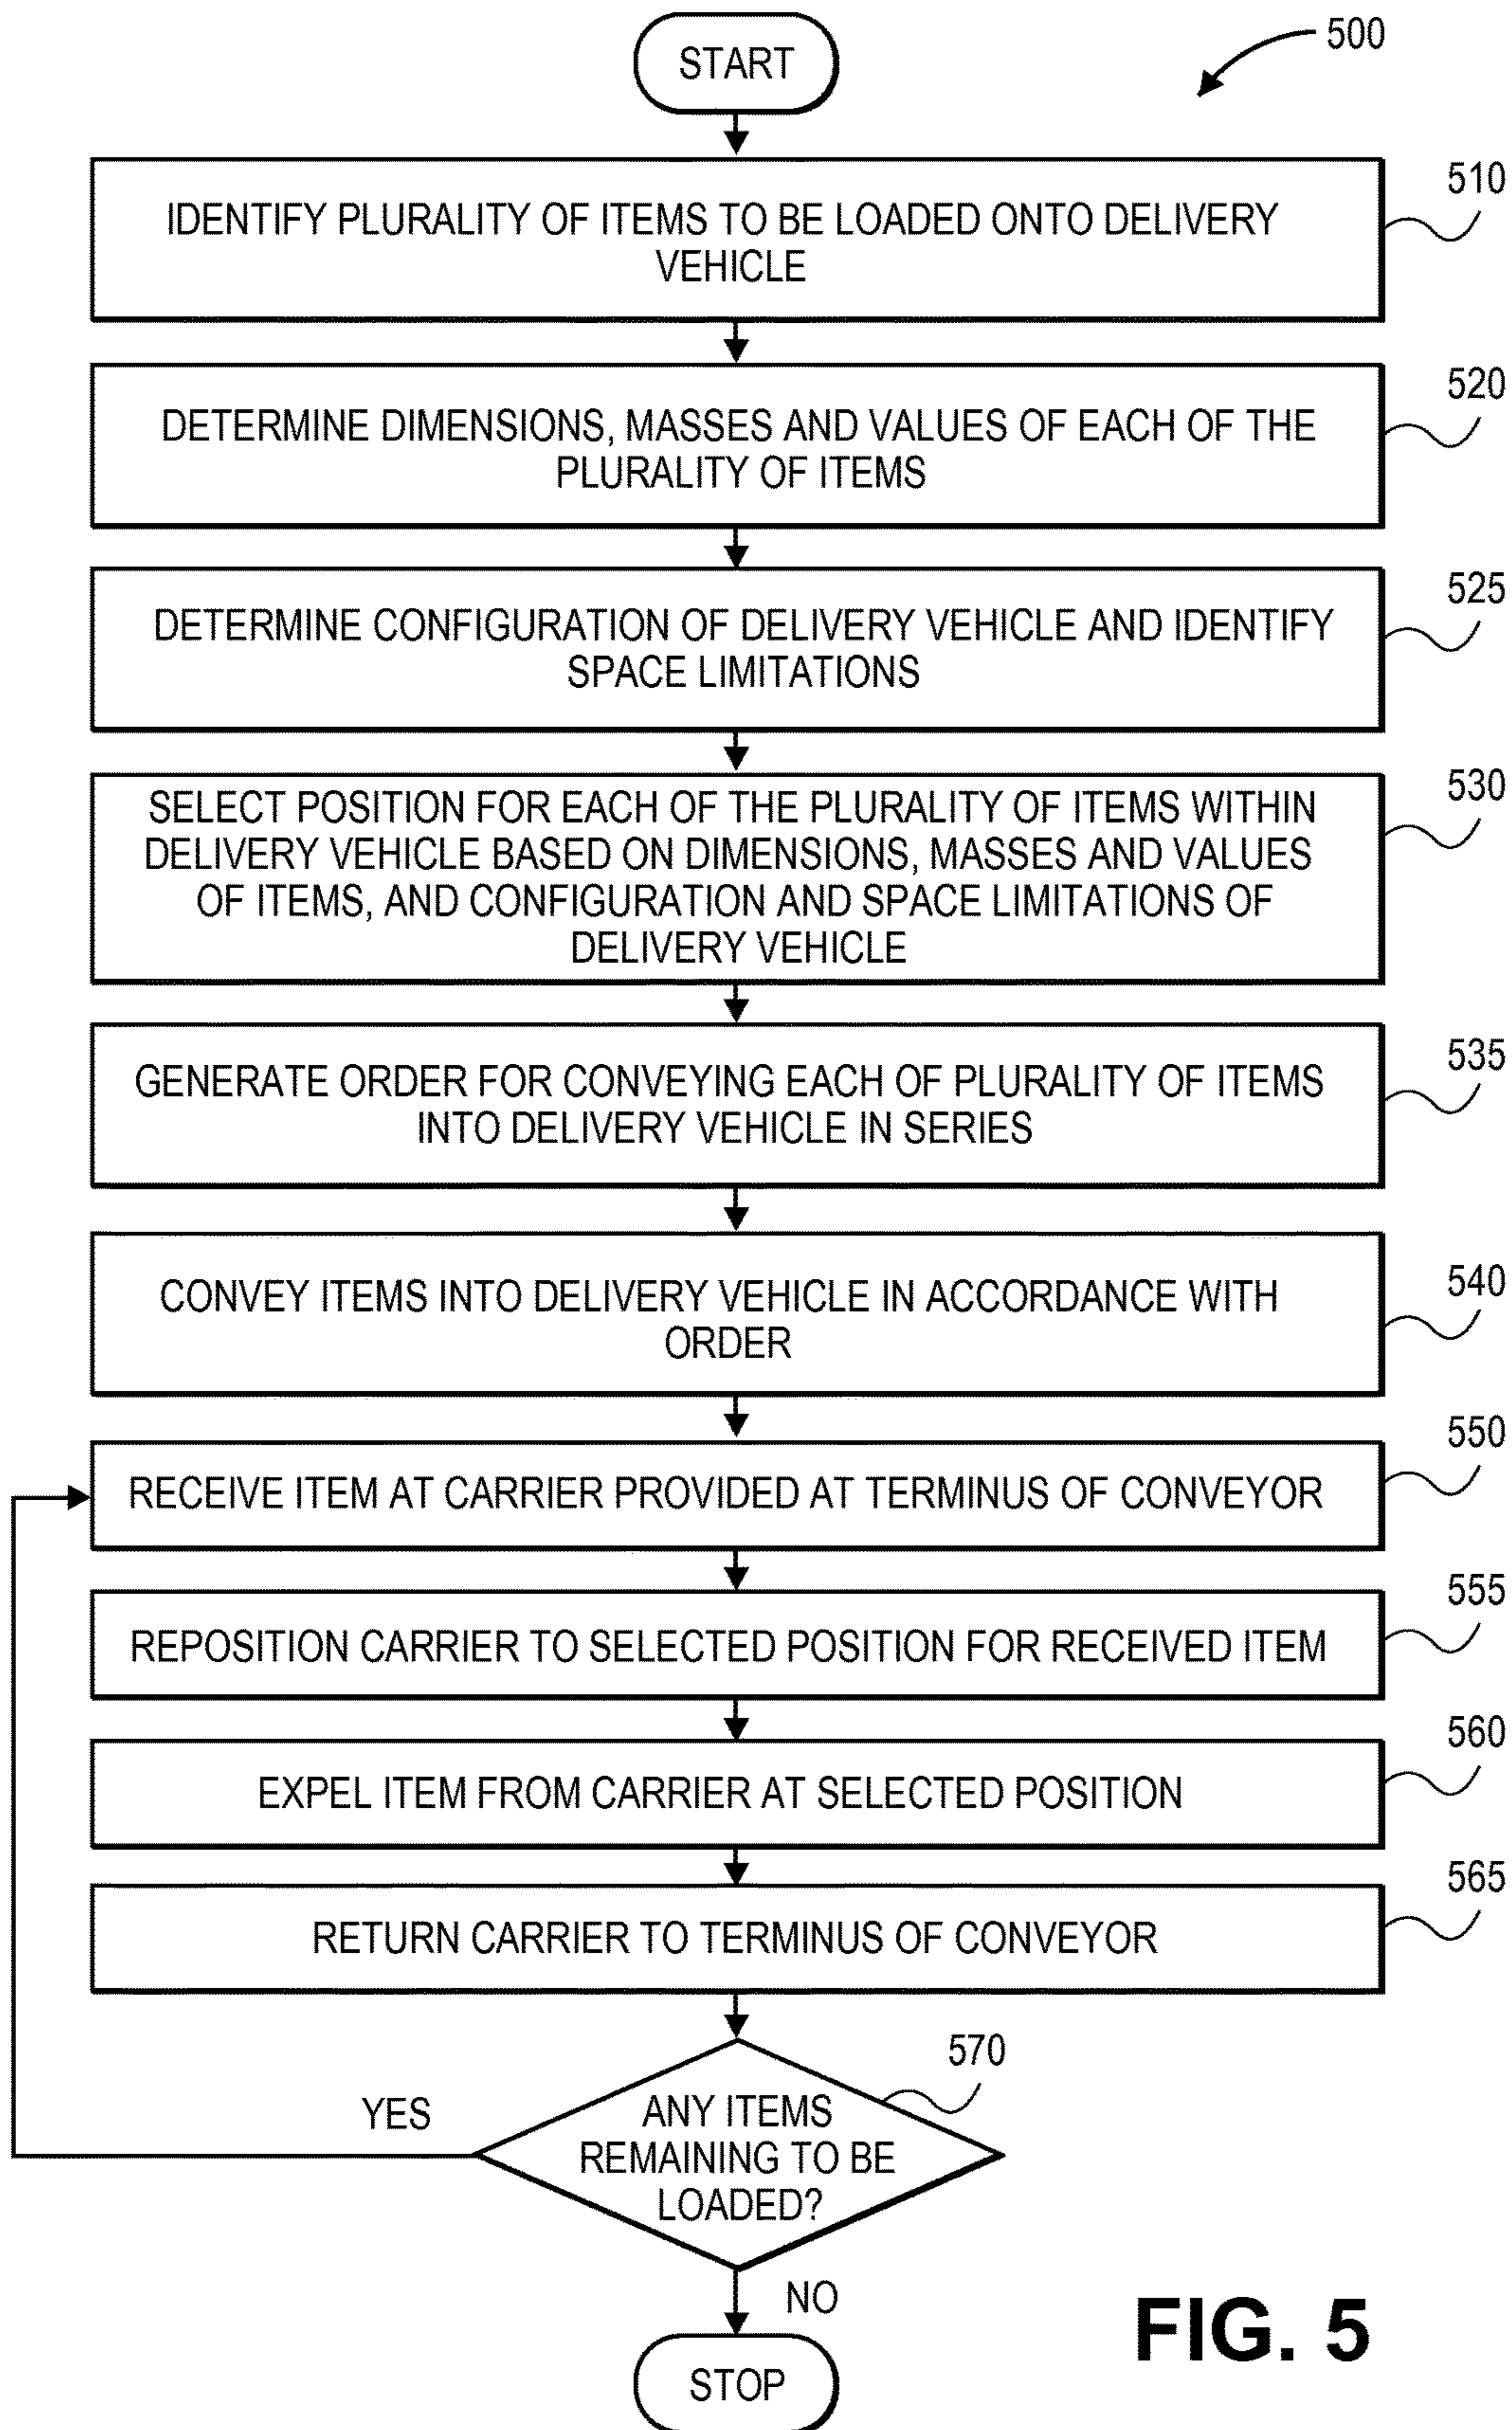 START
500
IDENTIFY PLURALITY OF ITEMS TO BE LOADED ONTO DELIVERY
VEHICLE
510
DETERMINE DIMENSIONS, MASSES AND VALUES OF EACH OF THE
PLURALITY OF ITEMS
520
DETERMINE CONFIGURATION OF DELIVERY VEHICLE AND IDENTIFY
SPACE LIMITATIONS
525
SELECT POSITION FOR EACH OF THE PLURALITY OF ITEMS WITHIN
DELIVERY VEHICLE BASED ON DIMENSIONS, MASSES AND VALUES
OF ITEMS, AND CONFIGURATION AND SPACE LIMITATIONS OF
DELIVERY VEHICLE
530
GENERATE ORDER FOR CONVEYING EACH OF PLURALITY OF ITEMS
INTO DELIVERY VEHICLE IN SERIES
535
CONVEY ITEMS INTO DELIVERY VEHICLE IN ACCORDANCE WITH
ORDER
540
RECEIVE ITEM AT CARRIER PROVIDED AT TERMINUS OF CONVEYOR
550
REPOSITION CARRIER TO SELECTED POSITION FOR RECEIVED ITEM
555
EXPEL ITEM FROM CARRIER AT SELECTED POSITION
560
RETURN CARRIER TO TERMINUS OF CONVEYOR
565
ANY ITEMS
REMAINING TO BE
LOADED?
570
YES
NO
STOP
FIG. 5